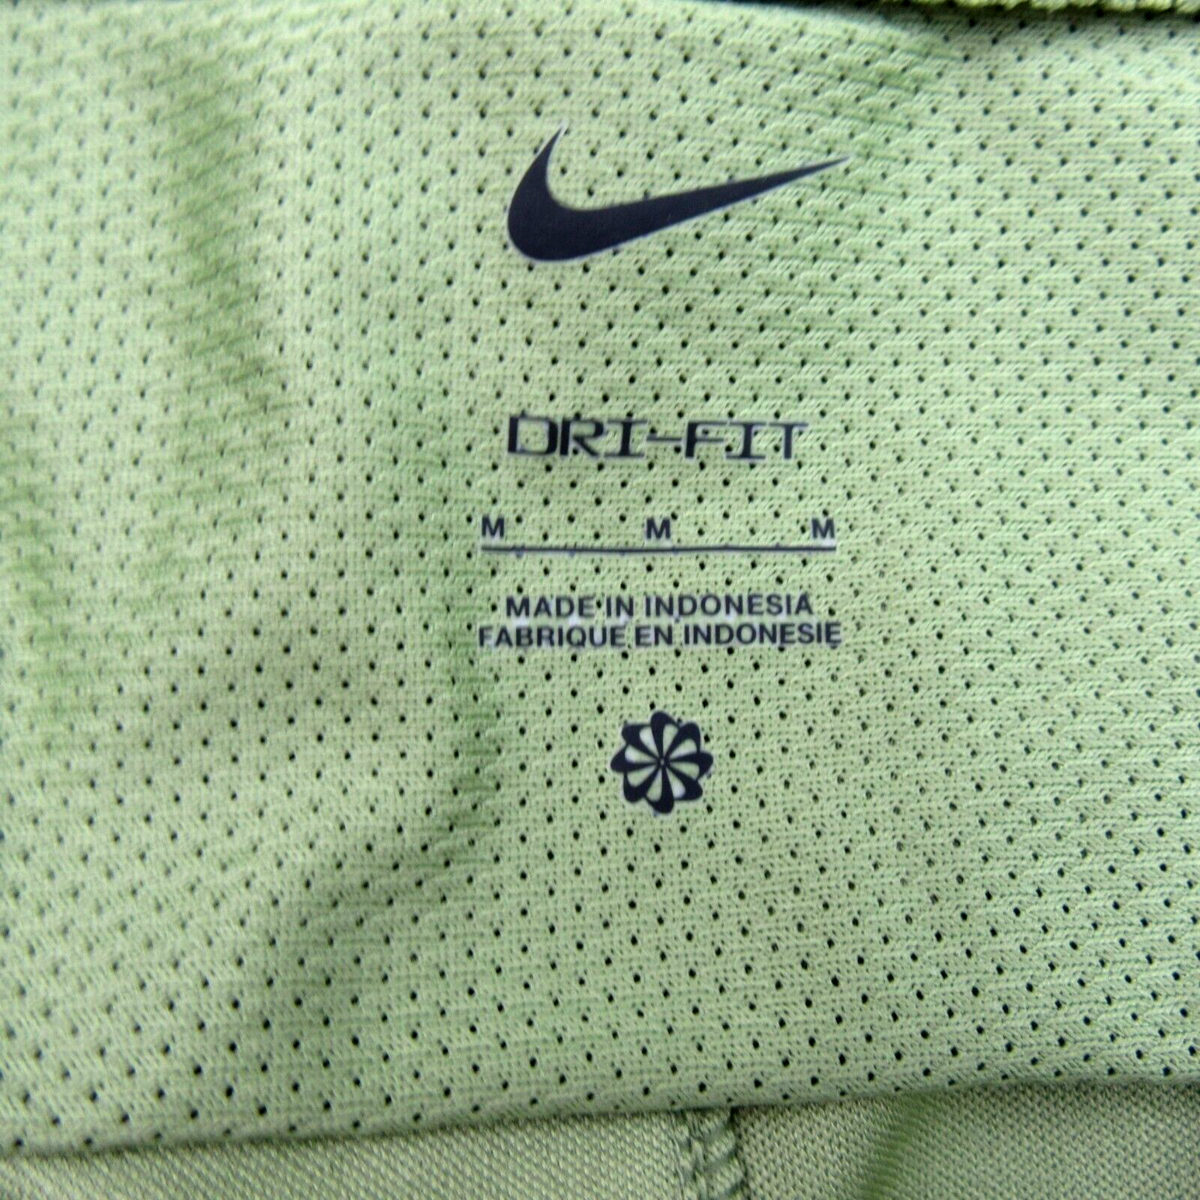 DRI-FIT
M M M
MADE IN INDONESIA
FABRIQUE EN INDONESIE